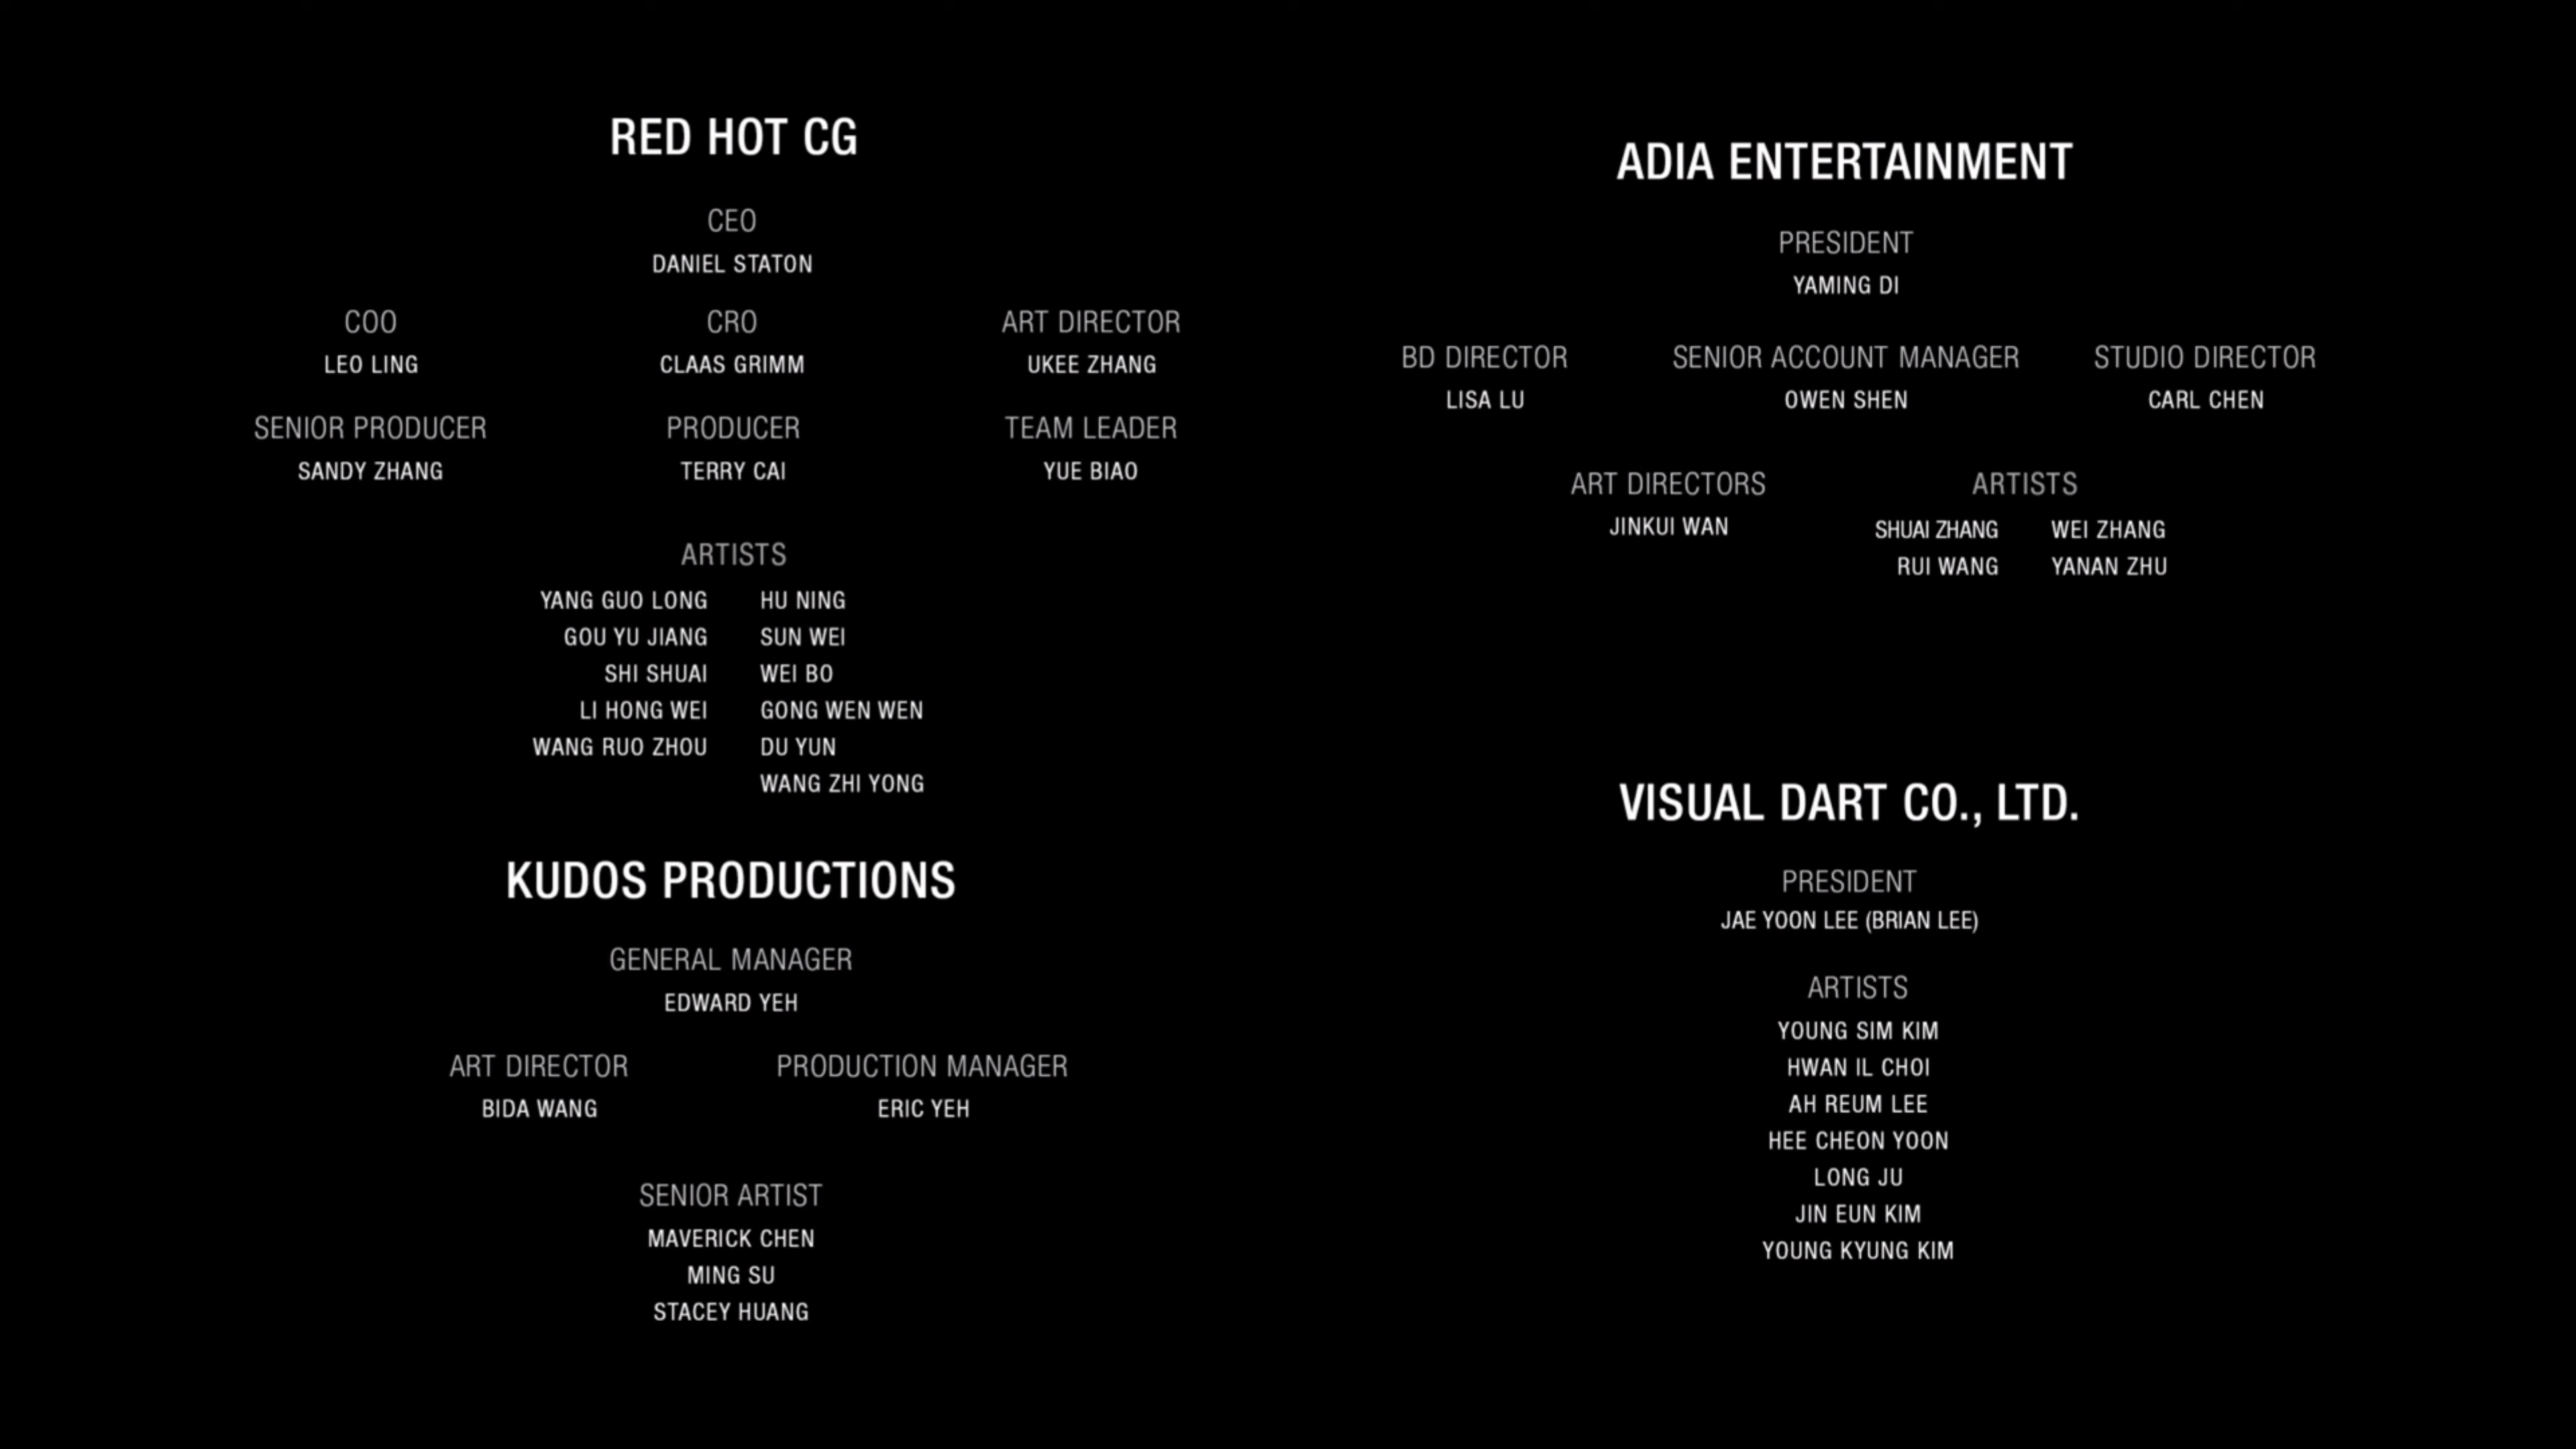 RED HOT CG
CEO
DANIEL STATON
COO CRO ART DIRECTOR
LEO LING CLAAS GRIMM UKEE ZHANG
SENIOR PRODUCER PRODUCER TEAM LEADER
SANDY ZHANG TERRY CAI YUE BIAO
ARTISTS
YANG GUO LONG HU NING
GOU YU JIANG SUN WEI
SHI SHUAI WEI BO
LI HONG WEI GONG WEN WEN
WANG RUO ZHOU DU YUN
WANG ZHI YONG
KUDOS PRODUCTIONS
GENERAL MANAGER
EDWARD YEH
ART DIRECTOR PRODUCTION MANAGER
BIDA WANG ERIC YEH
SENIOR ARTIST
MAVERICK CHEN
MING SU
STACEY HUANG
ADIA ENTERTAINMENT
PRESIDENT
YAMING DI
BD DIRECTOR SENIOR ACCOUNT MANAGER STUDIO DIRECTOR
LISA LU OWEN SHEN CARL CHEN
ART DIRECTORS ARTISTS
JINKUI WAN SHUAI ZHANG WEI ZHANG
RUI WANG YANAN ZHU
VISUAL DART CO., LTD.
PRESIDENT
JAE YOON LEE (BRIAN LEE)
ARTISTS
YOUNG SIM KIM
HWAN IL CHOI
AH REUM LEE
HEE CHEON YOON
LONG JU
JIN EUN KIM
YOUNG KYUNG KIM